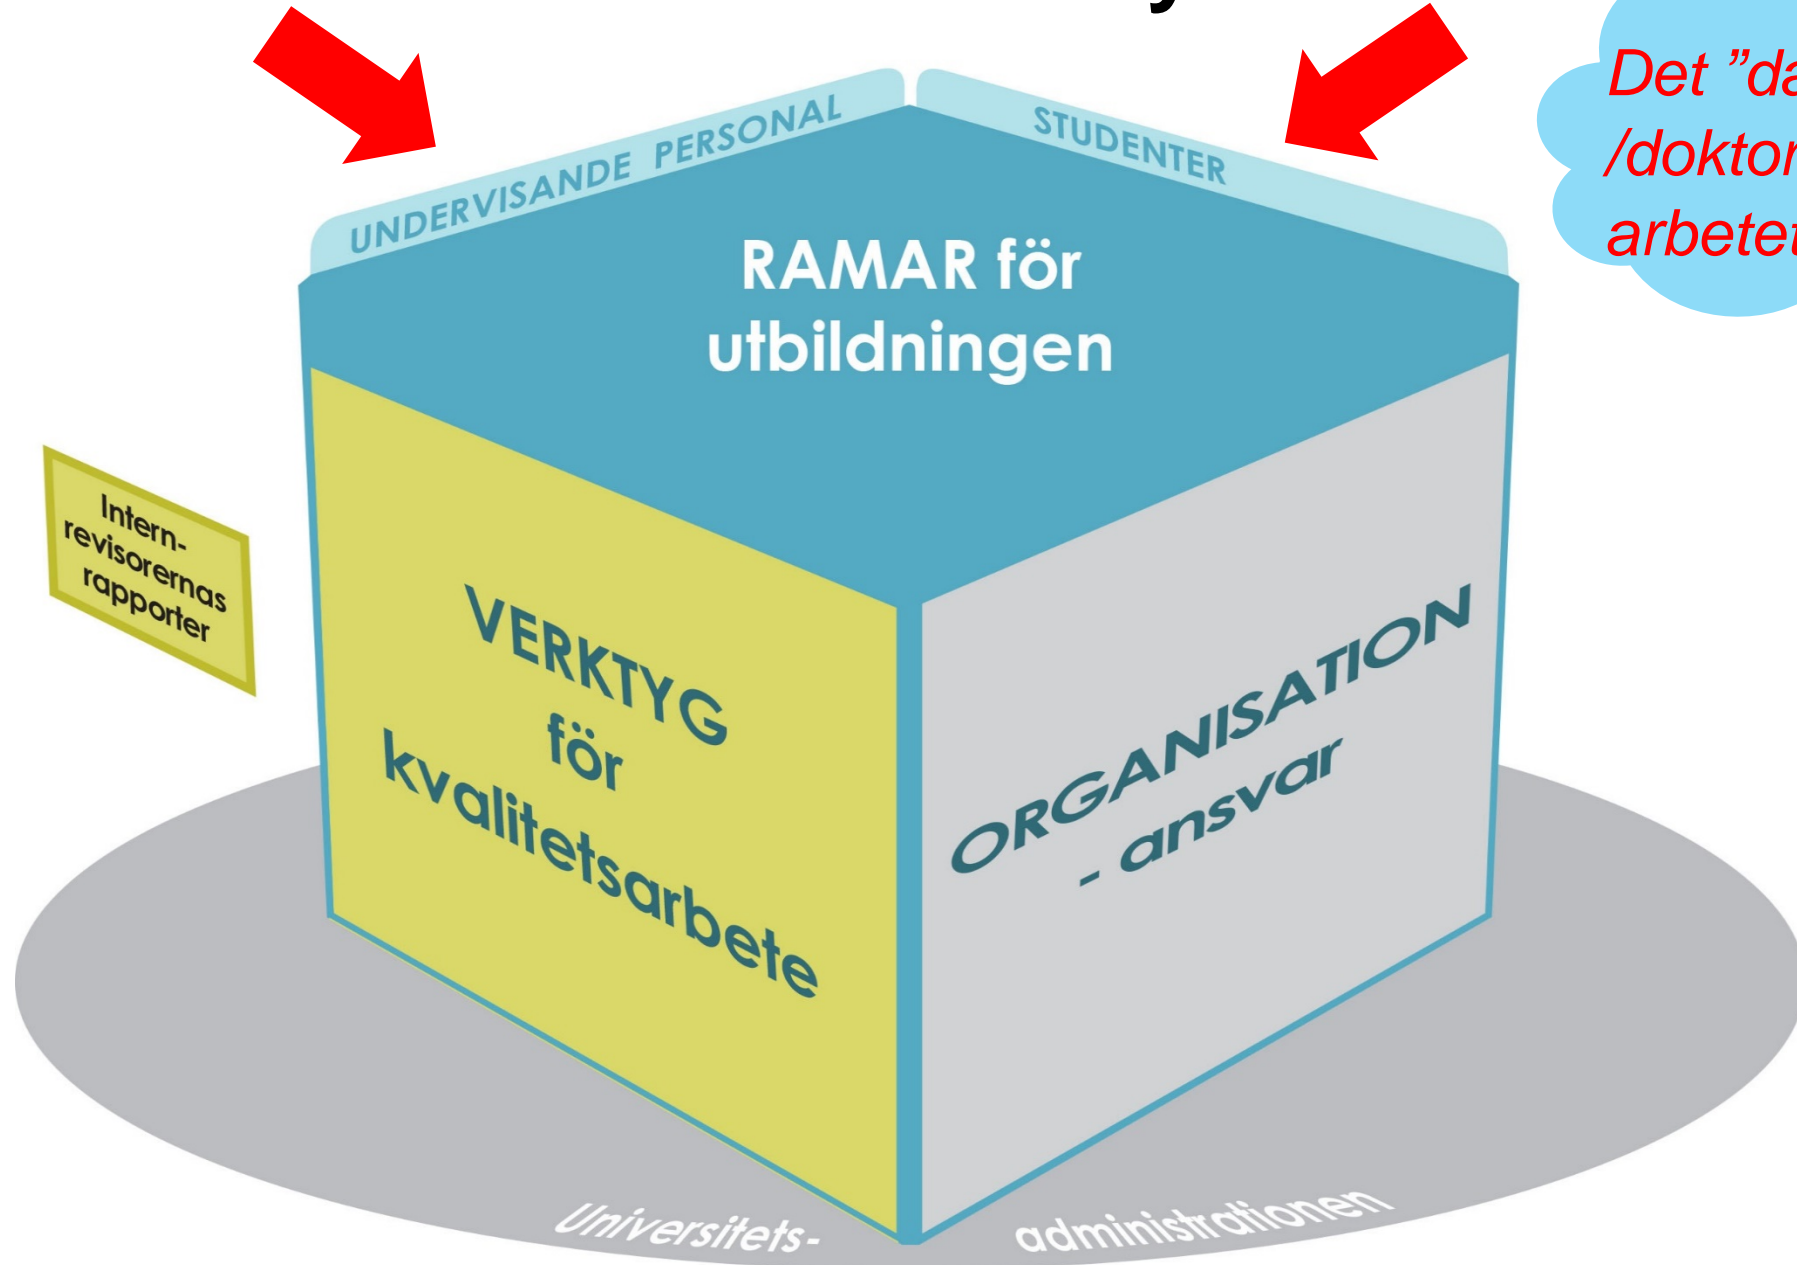 Det ”da
/doktor
arbetet
UNDERVISANDE PERSONAL
STUDENTER
RAMAR för
utbildningen
Intern-
revisorernas
rapporter
VERKTYG
för
kvalitetsarbete
ORGANISATION
- ansvar
Universitets-
administrationen